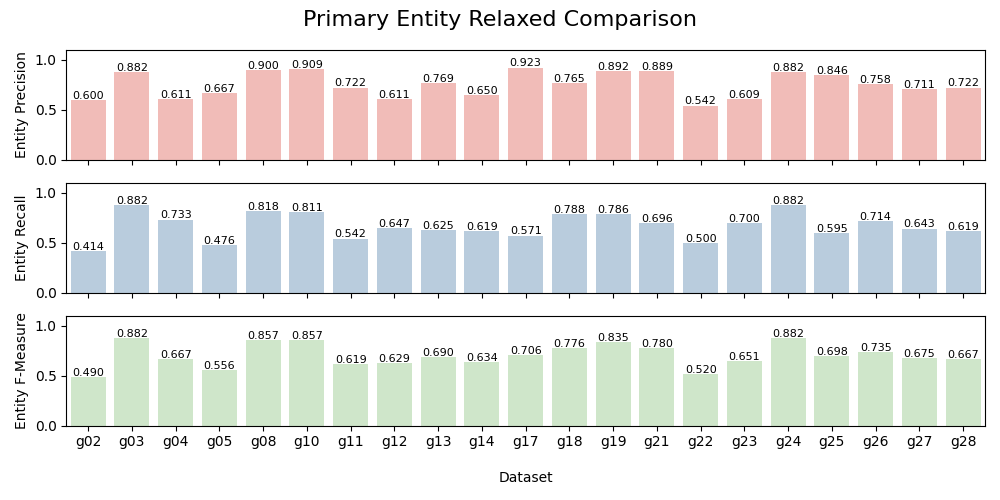 Primary Entity Relaxed Comparison
Entity Precision
1.0
0.5
0.0
0.600 0.882 0.611 0.667 0.900 0.909 0.722 0.611 0.769 0.650 0.923 0.765 0.892 0.889 0.542 0.609 0.882 0.846 0.758 0.711 0.722
Entity Recall
1.0
0.5
0.0
0.414 0.882 0.733 0.476 0.818 0.811 0.542 0.647 0.625 0.619 0.571 0.788 0.786 0.696 0.500 0.700 0.882 0.595 0.714 0.643 0.619
Entity F-Measure
1.0
0.5
0.0
0.490 0.882 0.667 0.556 0.857 0.857 0.619 0.629 0.690 0.634 0.706 0.776 0.835 0.780 0.520 0.651 0.882 0.698 0.735 0.675 0.667
g02 g03 g04 g05 g08 g10 g11 g12 g13 g14 g17 g18 g19 g21 g22 g23 g24 g25 g26 g27 g28
Dataset